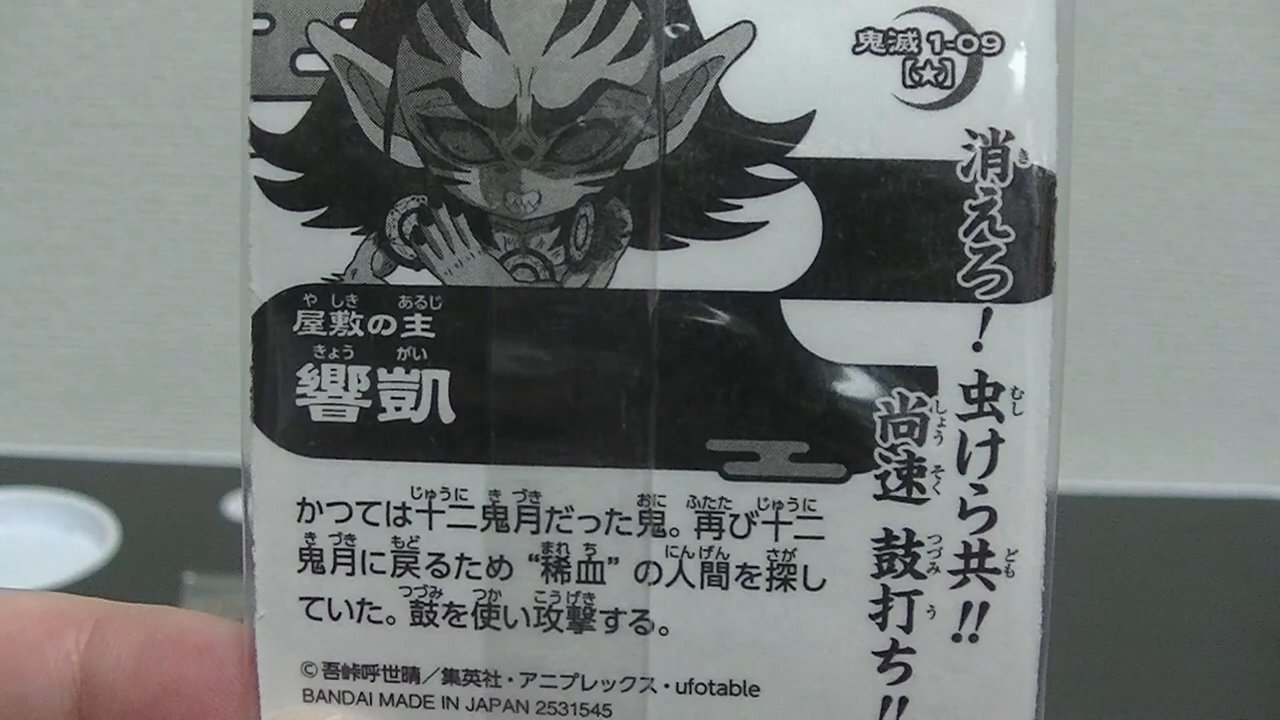 鬼滅 1-09
[★]
消えろ！虫けら共!!
尚速 鼓打ち!!
屋敷の主
響凱
かつては十二鬼月だった鬼。再び十二
鬼月に戻るため“稀血”の人間を探し
ていた。鼓を使い攻撃する。
©吾峠呼世晴／集英社・アニプレックス・ufotable
BANDAI MADE IN JAPAN 2531545